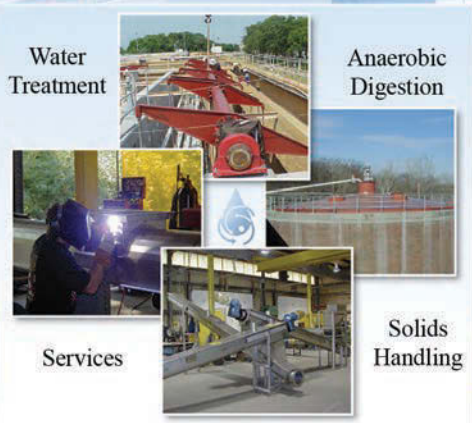 Water
Treatment
Anaerobic
Digestion
Services
Solids
Handling